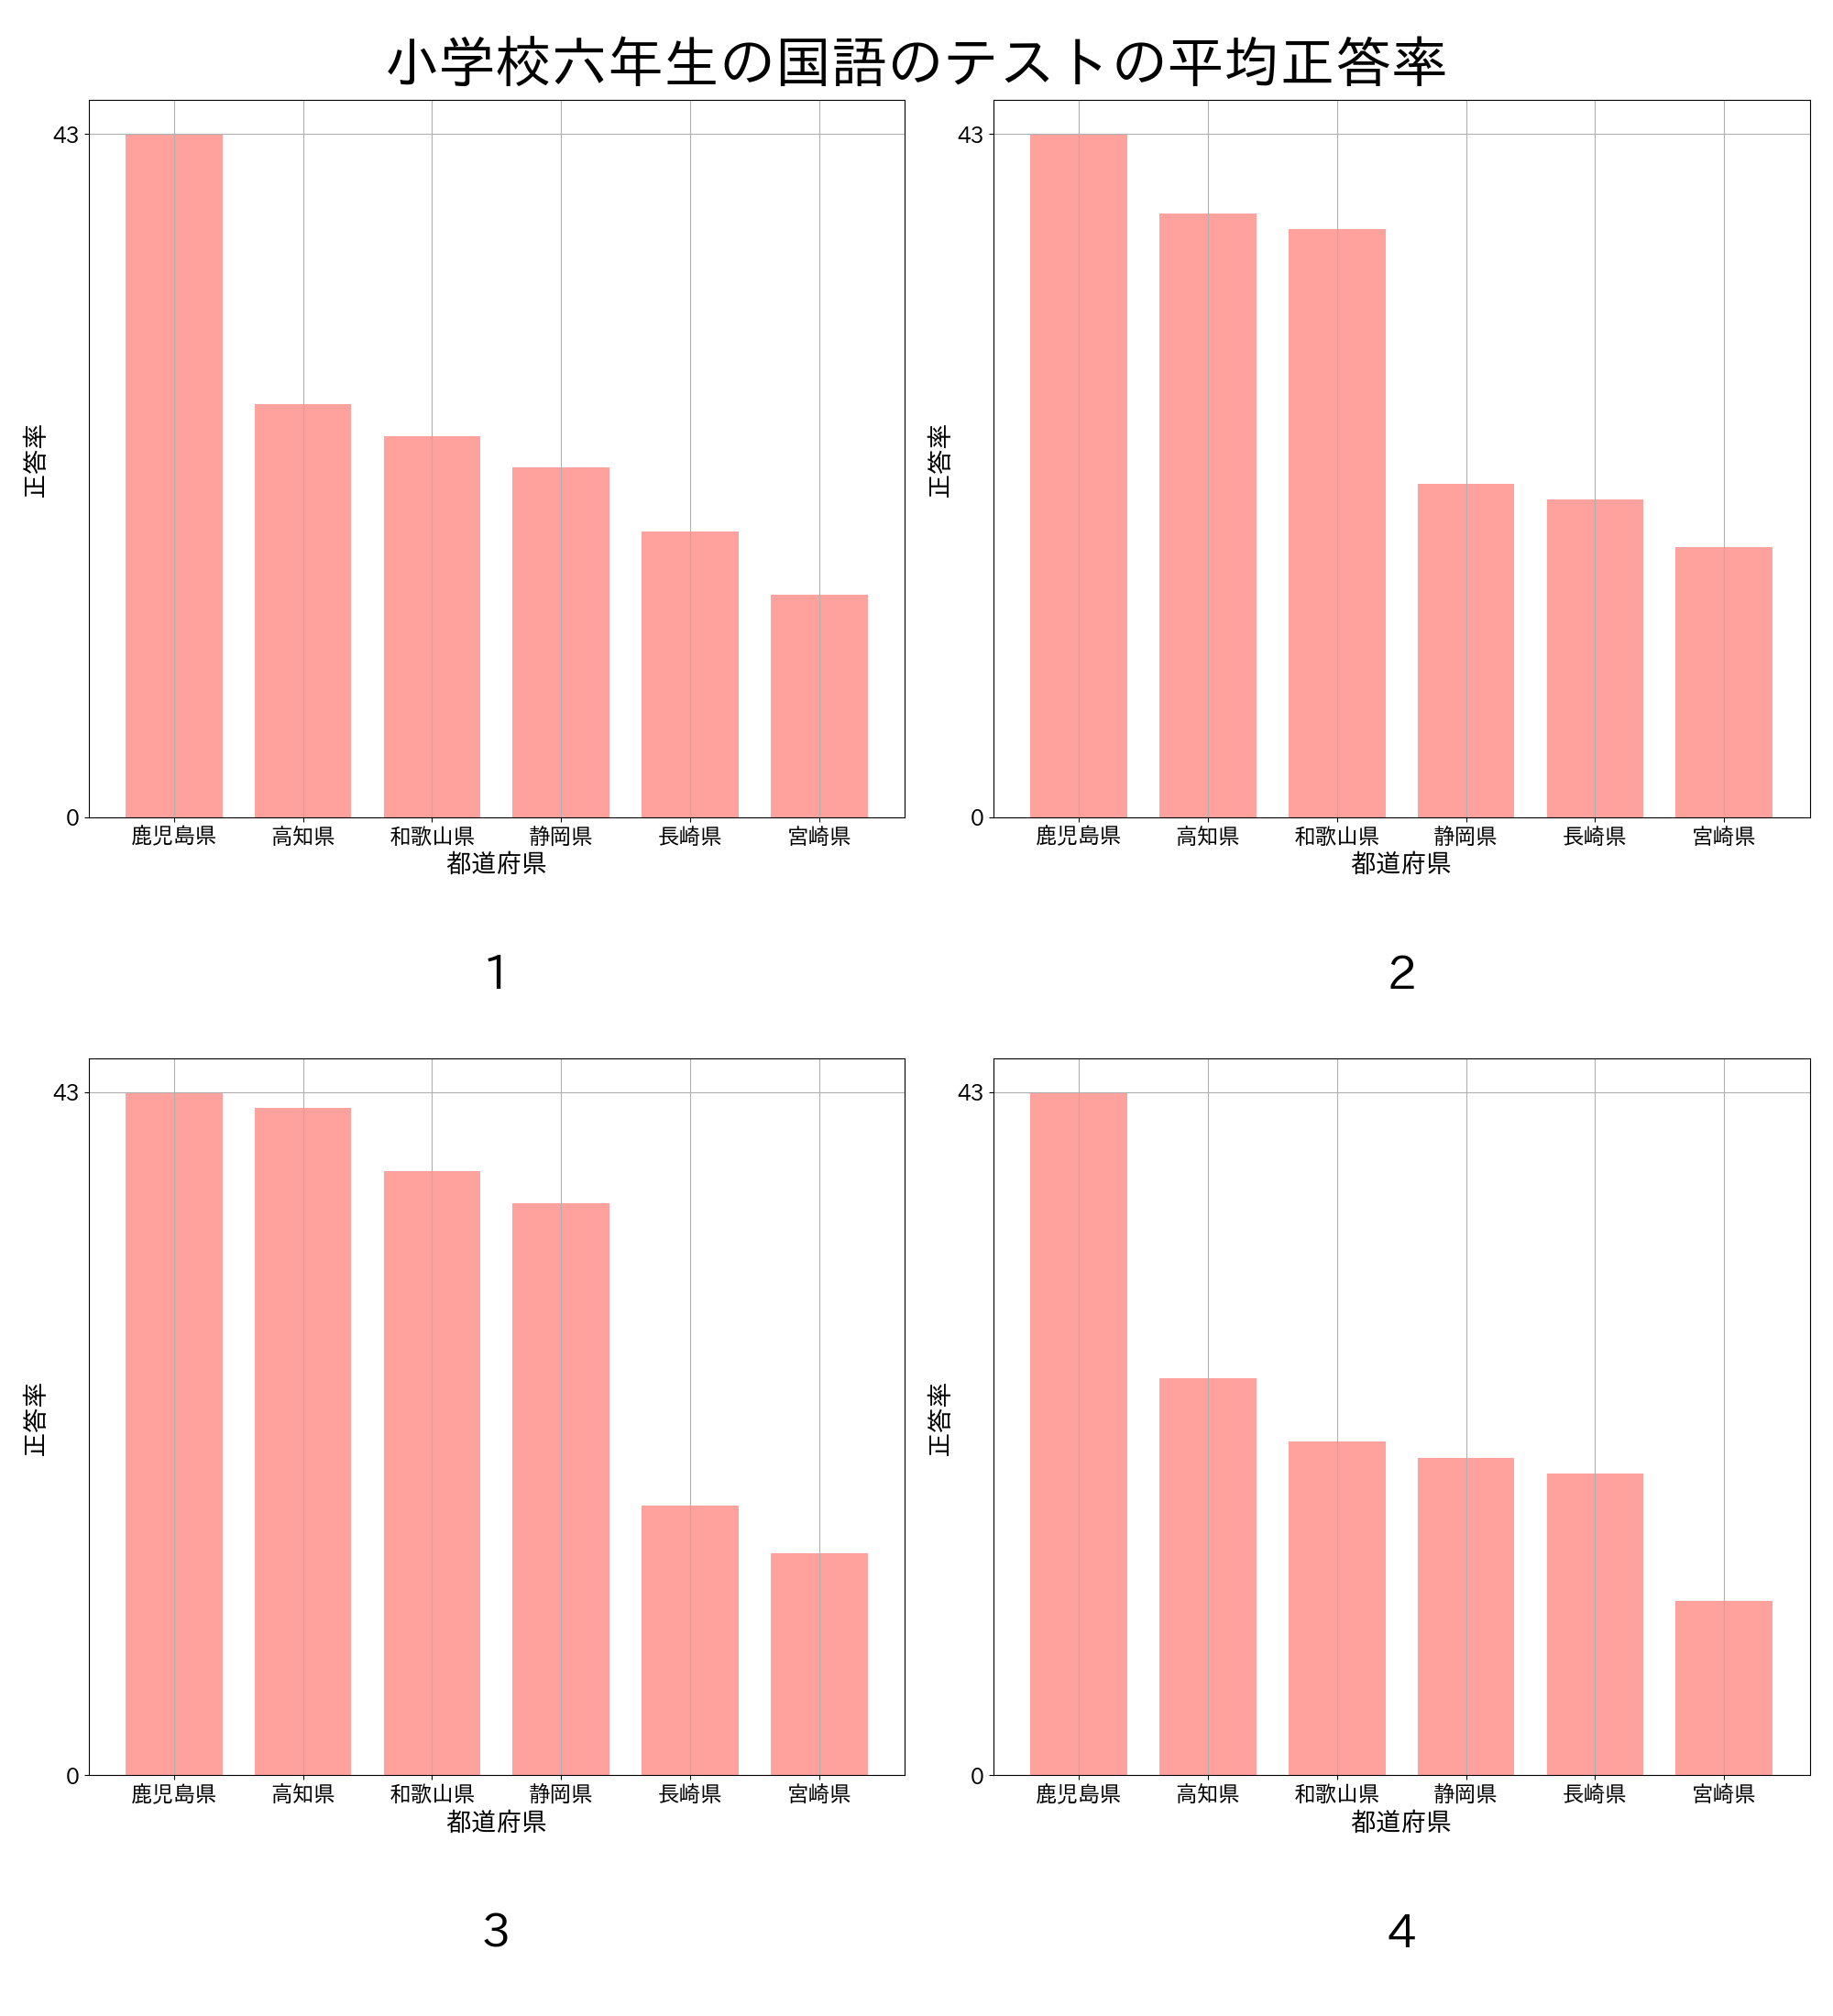 小学校六年生の国語のテストの平均正答率
43
0
正答率
鹿児島県 高知県 和歌山県 静岡県 長崎県 宮崎県
都道府県
1
43
0
正答率
鹿児島県 高知県 和歌山県 静岡県 長崎県 宮崎県
都道府県
2
43
0
正答率
鹿児島県 高知県 和歌山県 静岡県 長崎県 宮崎県
都道府県
3
43
0
正答率
鹿児島県 高知県 和歌山県 静岡県 長崎県 宮崎県
都道府県
4